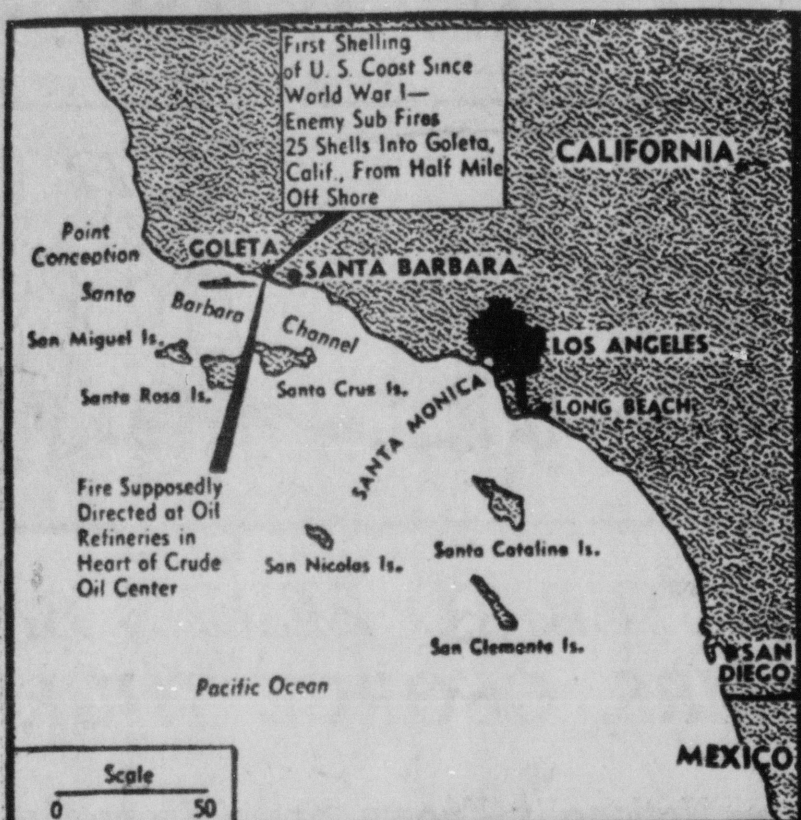 First Shelling
of U. S. Coast Since
World War I—
Enemy Sub Fires
25 Shells Into Goleta,
Calif., From Half Mile
Off Shore
CALIFORNIA
Point
Conception
GOLETA
SANTA BARBARA
Santa
Barbara
Channel
San Miguel Is.
LOS ANGELES
Santa Rosa Is.
Santa Cruz Is.
SANTA MONICA
LONG BEACH
Fire Supposedly
Directed at Oil
Refineries in
Heart of Crude
Oil Center
San Nicolas Is.
Santa Catalina Is.
San Clemente Is.
SAN
DIEGO
Pacific Ocean
MEXICO
Scale
0 50